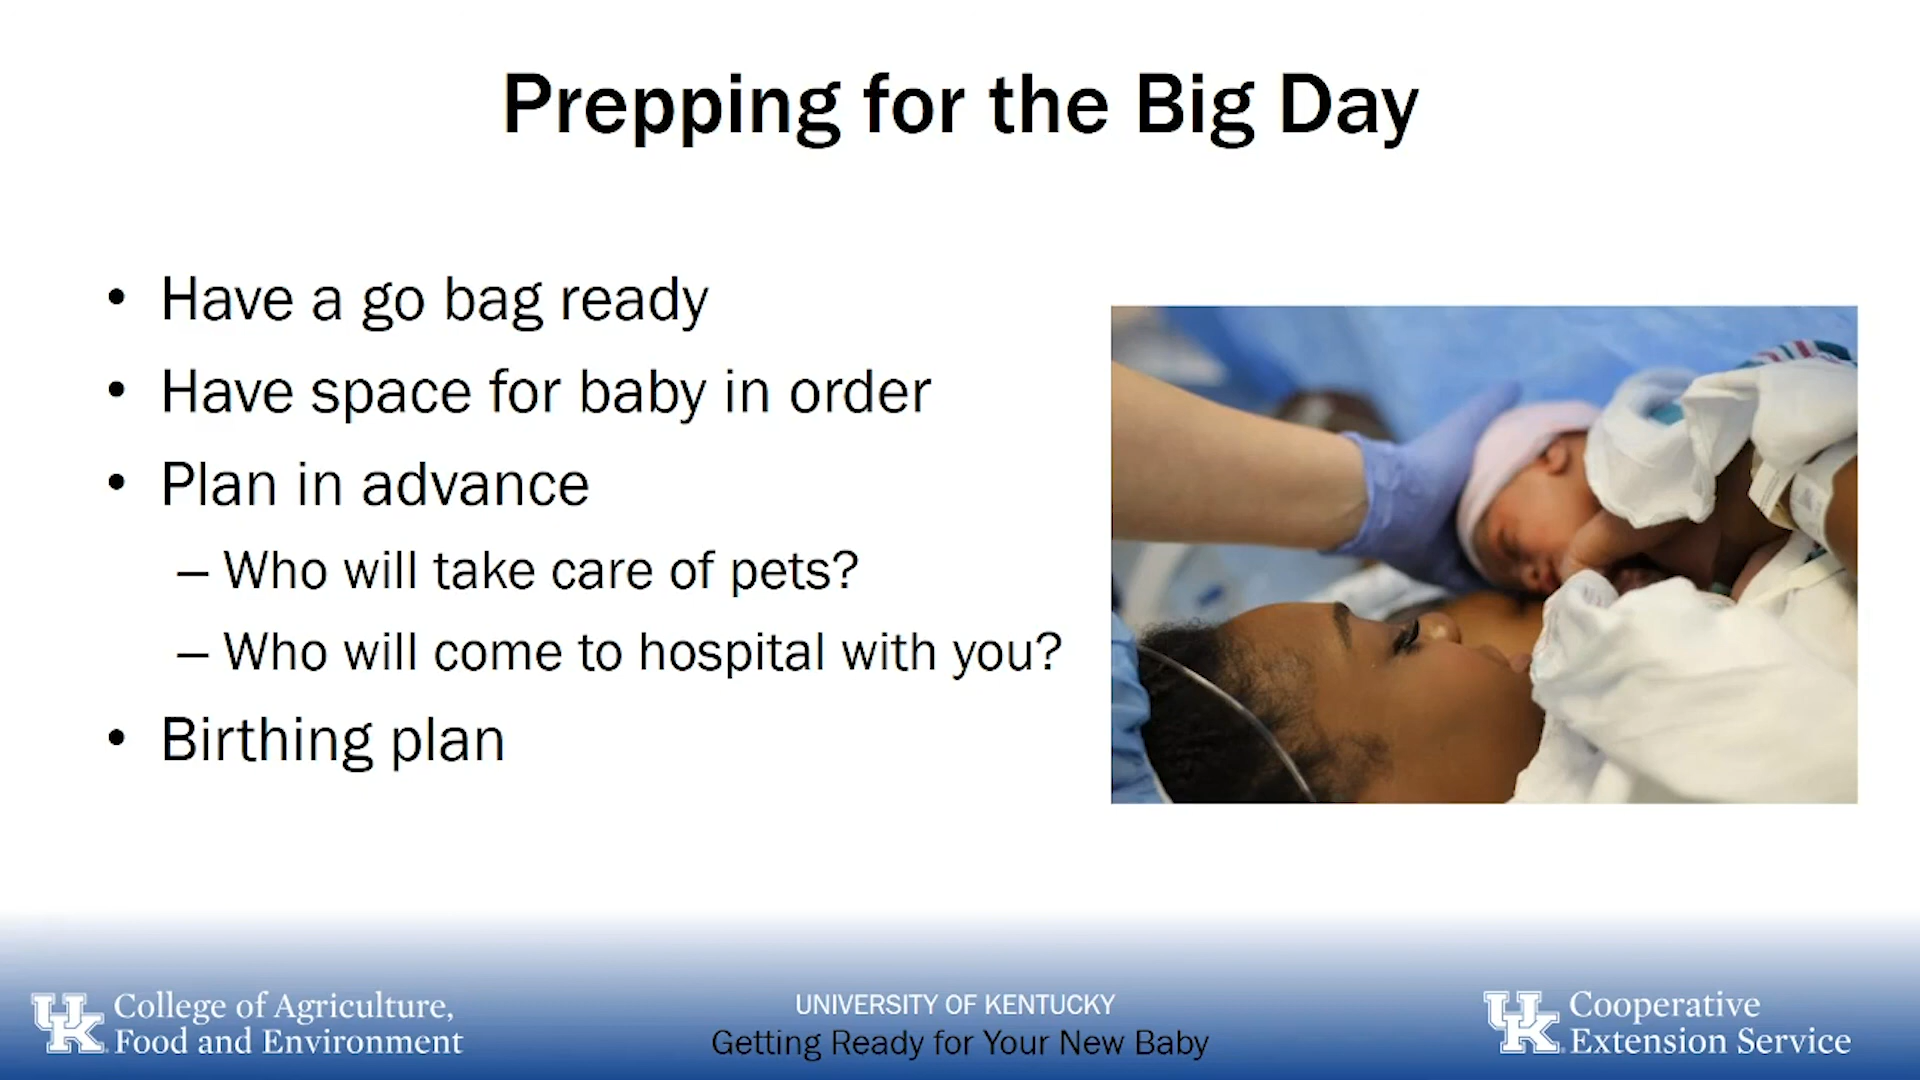 Prepping for the Big Day
• Have a go bag ready
• Have space for baby in order
• Plan in advance
– Who will take care of pets?
– Who will come to hospital with you?
• Birthing plan
UK College of Agriculture,
Food and Environment
UNIVERSITY OF KENTUCKY
Getting Ready for Your New Baby
UK Cooperative
Extension Service